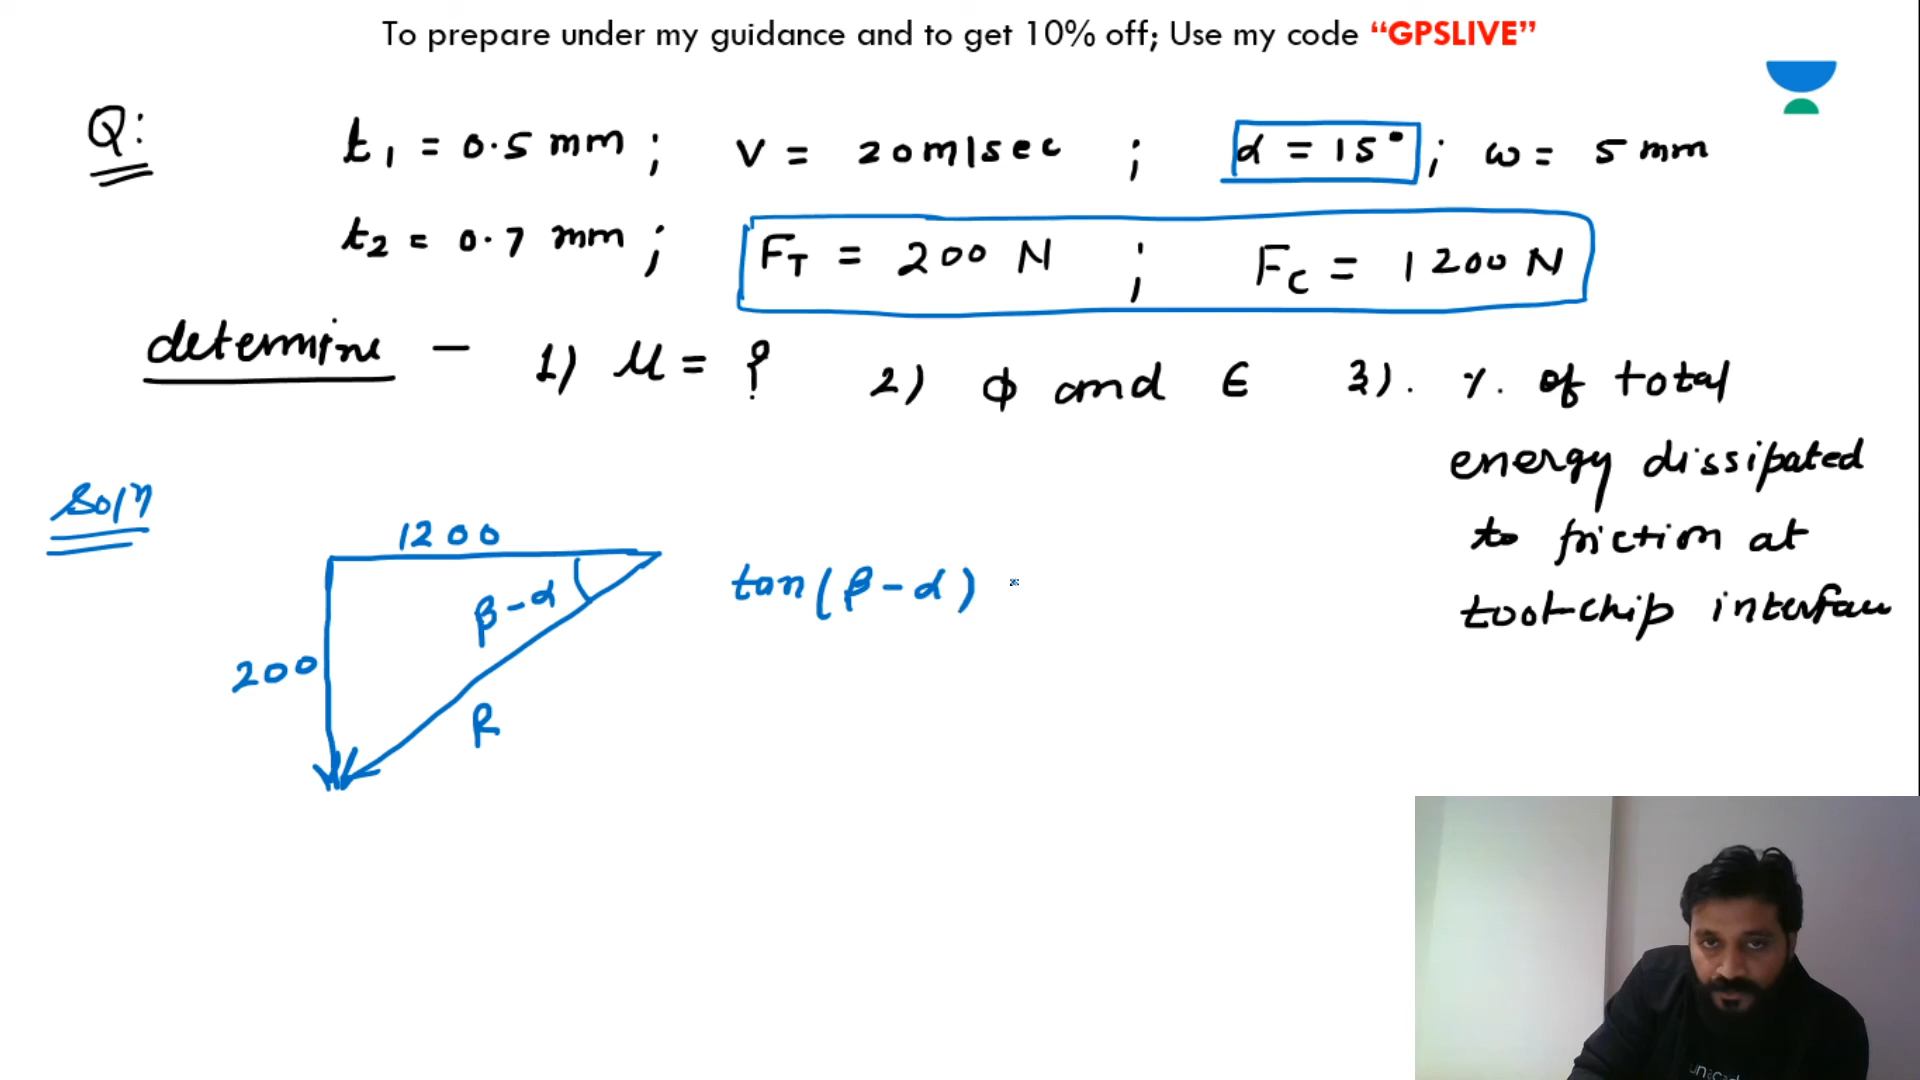 To prepare under my guidance and to get 10% off; Use my code “GPSLIVE”
Q: t₁ = 0.5 mm ; V = 20m/sec ; α = 15° ; ω = 5 mm
t₂ = 0.7 mm ; F_T = 200 N ; F_C = 1200 N
determine - 1) μ = ? 2) ϕ and ϵ 3). %. of total
energy dissipated
to friction at
tool-chip interface
Soln
1200
β-α
tan(β-α)
200
R